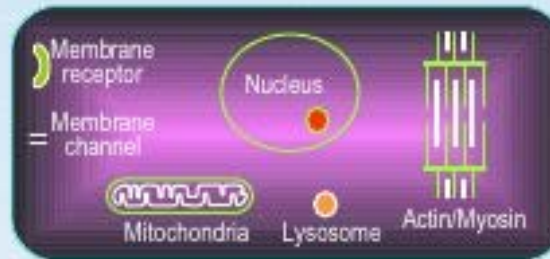 Membrane
receptor
Nucleus
Membrane
channel
Mitochondria
Lysosome
Actin/Myosin